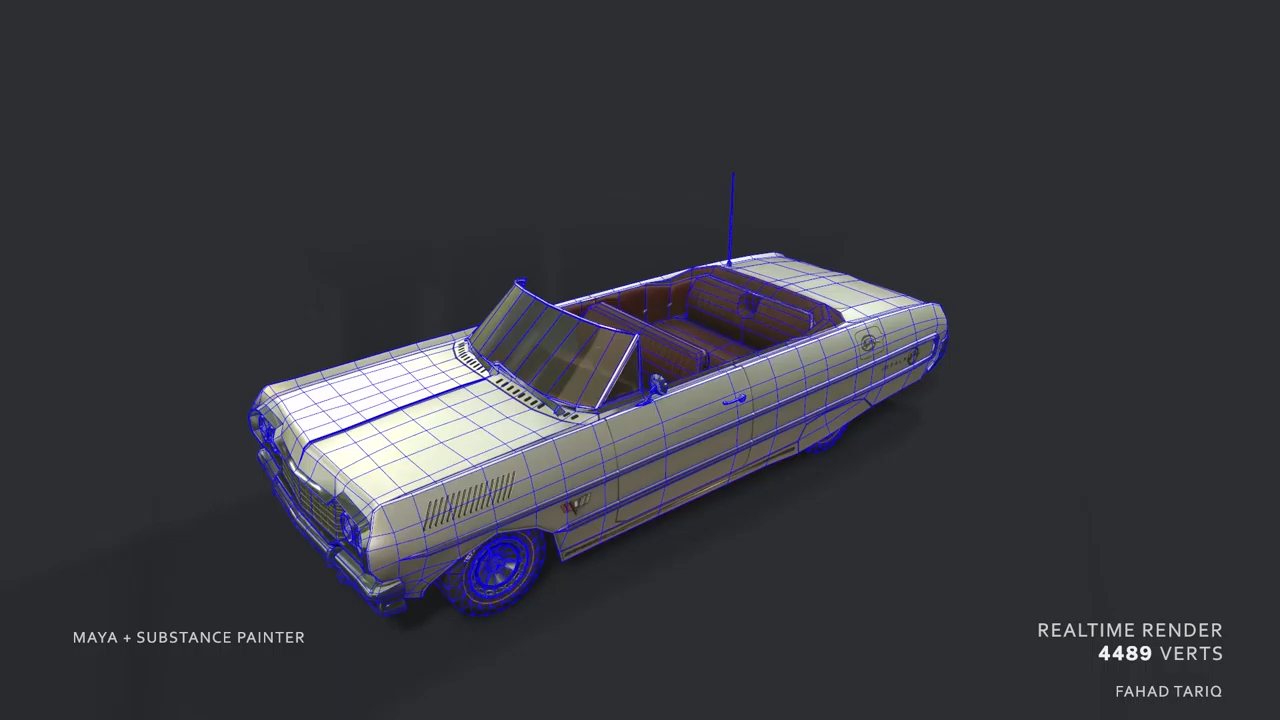 MAYA + SUBSTANCE PAINTER
REALTIME RENDER
4489 VERTS
FAHAD TARIQ